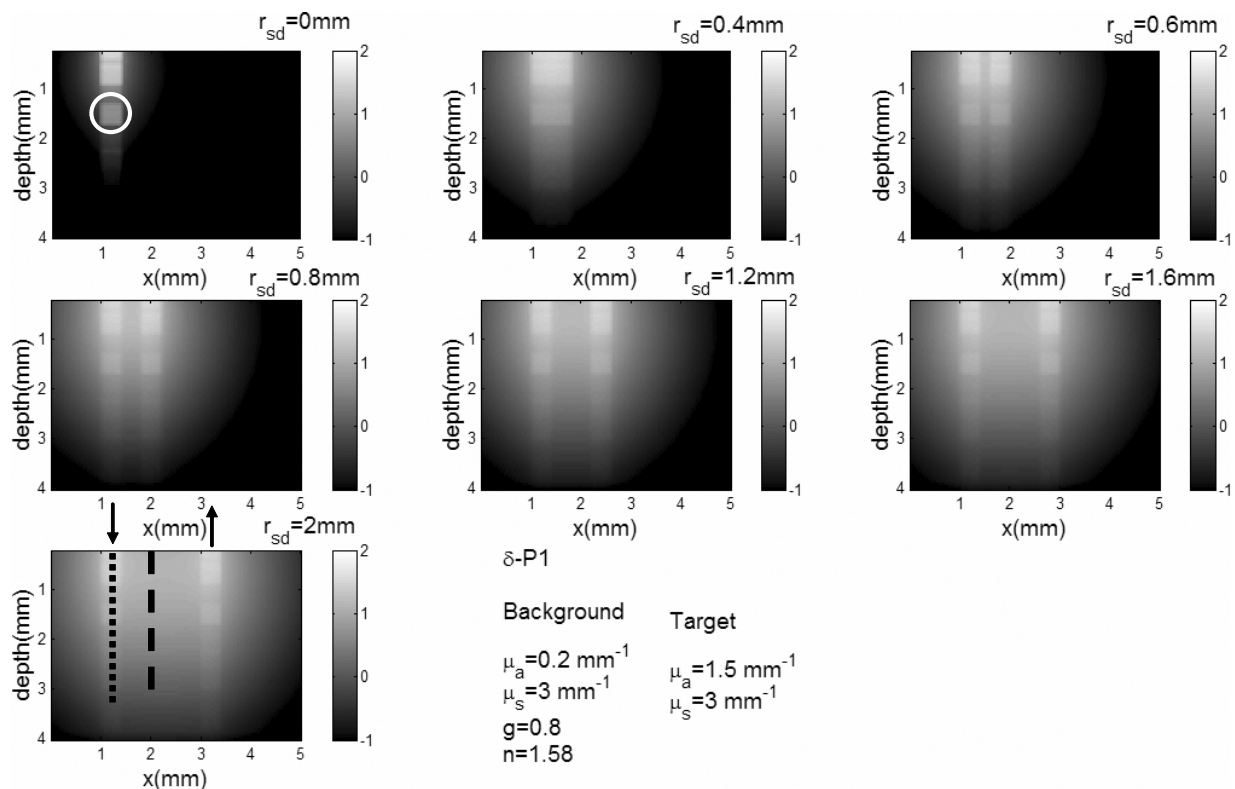 r_sd=0mm
r_sd=0.4mm
r_sd=0.6mm
depth(mm)
1
2
3
4
1 2 3 4 5
x(mm)
2
1
0
-1
depth(mm)
1
2
3
4
1 2 3 4 5
x(mm)
2
1
0
-1
depth(mm)
1
2
3
4
1 2 3 4 5
x(mm)
2
1
0
-1
r_sd=0.8mm
r_sd=1.2mm
r_sd=1.6mm
depth(mm)
1
2
3
4
1 2 3 4 5
x(mm)
2
1
0
-1
depth(mm)
1
2
3
4
1 2 3 4 5
x(mm)
2
1
0
-1
depth(mm)
1
2
3
4
1 2 3 4 5
x(mm)
2
1
0
-1
r_sd=2mm
depth(mm)
1
2
3
4
1 2 3 4 5
x(mm)
2
1
0
-1
δ-P1
Background
μ_a=0.2 mm⁻¹
μ_s=3 mm⁻¹
g=0.8
n=1.58
Target
μ_a=1.5 mm⁻¹
μ_s=3 mm⁻¹